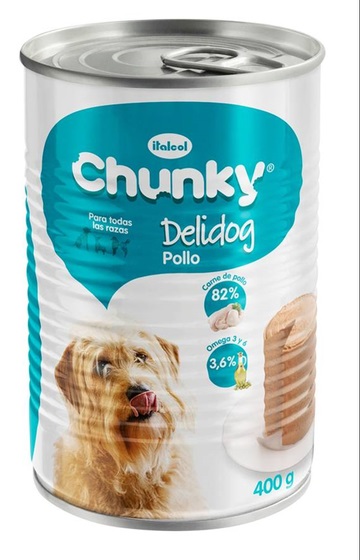 italcol
Chunky®
Para todas
las razas
Delidog
Pollo
Carne de pollo
82%
Omega 3 y 6
3,6%
400 g